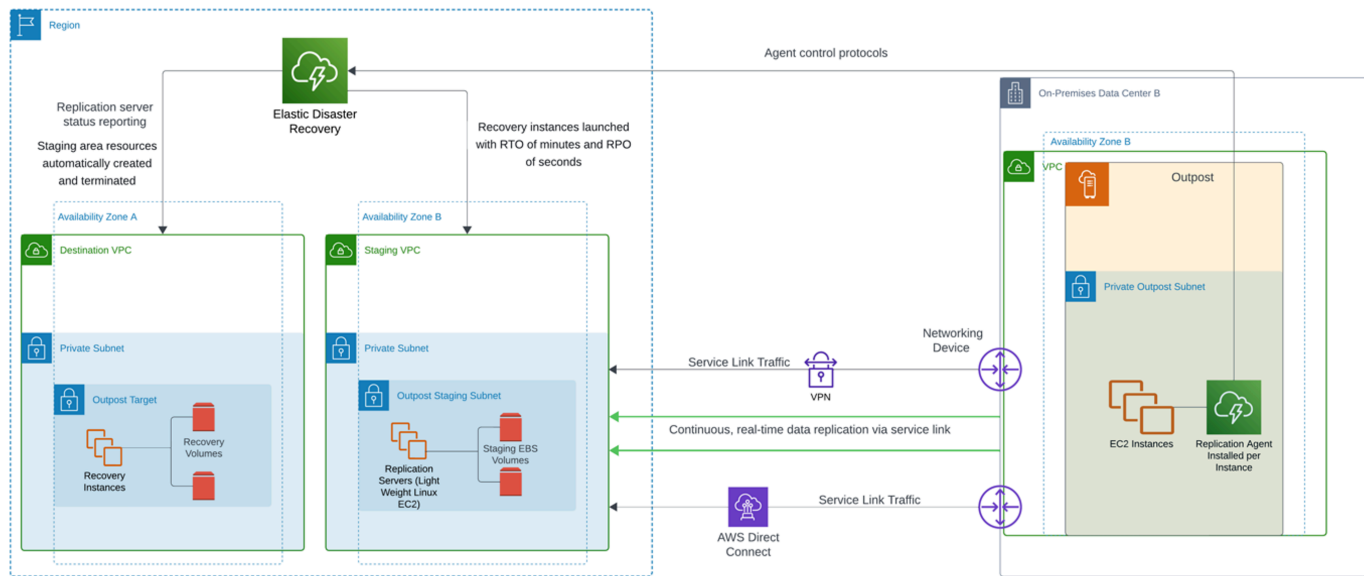 Region
Agent control protocols
Elastic Disaster
Recovery
On-Premises Data Center B
Replication server
status reporting
Staging area resources
automatically created
and terminated
Recovery instances launched
with RTO of minutes and RPO
of seconds
Availability Zone B
VPC
Outpost
Availability Zone A
Availability Zone B
Destination VPC
Staging VPC
Private Outpost Subnet
Private Subnet
Private Subnet
Networking
Device
Service Link Traffic
VPN
Outpost Target
Outpost Staging Subnet
Recovery
Volumes
Recovery
Instances
Staging EBS
Volumes
Replication
Servers (Light
Weight Linux
EC2)
Continuous, real-time data replication via service link
EC2 Instances
Replication Agent
Installed per
Instance
Service Link Traffic
AWS Direct
Connect